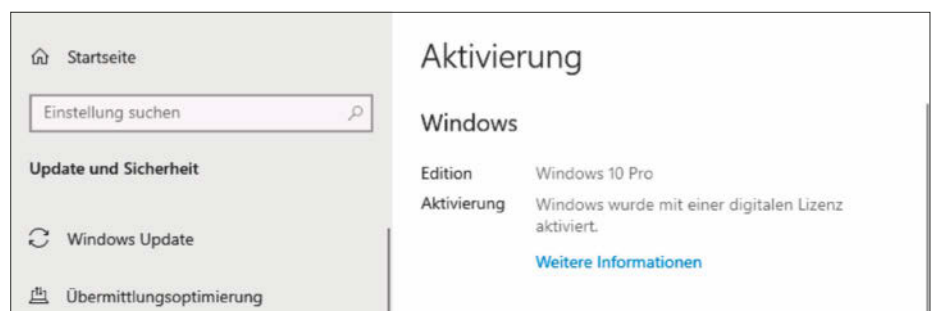 Startseite
Einstellung suchen
Update und Sicherheit
Windows Update
Übermittlungsoptimierung
Aktivierung
Windows
Edition Windows 10 Pro
Aktivierung Windows wurde mit einer digitalen Lizenz
aktiviert.
Weitere Informationen